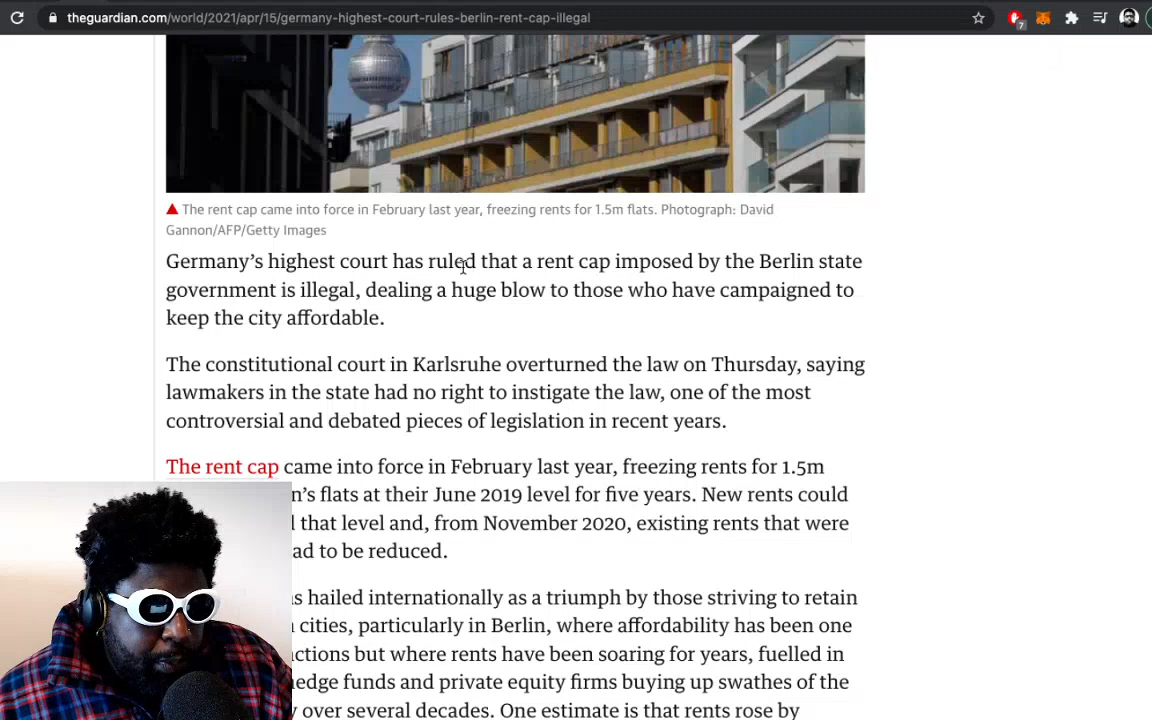 theguardian.com/world/2021/apr/15/germany-highest-court-rules-berlin-rent-cap-illegal
7
The rent cap came into force in February last year, freezing rents for 1.5m flats. Photograph: David
Gannon/AFP/Getty Images
Germany’s highest court has ruled that a rent cap imposed by the Berlin state
government is illegal, dealing a huge blow to those who have campaigned to
keep the city affordable.
The constitutional court in Karlsruhe overturned the law on Thursday, saying
lawmakers in the state had no right to instigate the law, one of the most
controversial and debated pieces of legislation in recent years.
The rent cap came into force in February last year, freezing rents for 1.5m
n’s flats at their June 2019 level for five years. New rents could
that level and, from November 2020, existing rents that were
ad to be reduced.
s hailed internationally as a triumph by those striving to retain
cities, particularly in Berlin, where affordability has been one
ctions but where rents have been soaring for years, fuelled in
edge funds and private equity firms buying up swathes of the
y over several decades. One estimate is that rents rose by